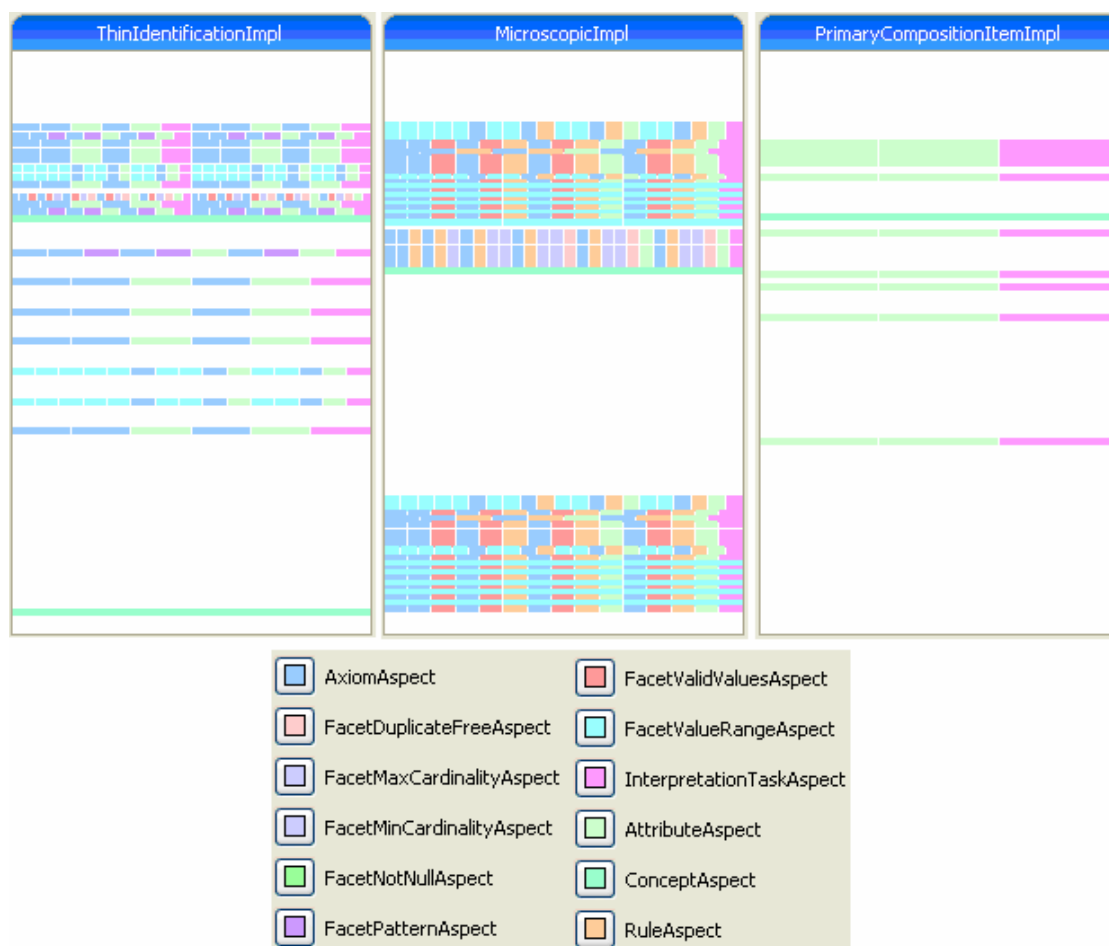 ThinIdentificationImpl
MicroscopicImpl
PrimaryCompositionItemImpl
AxiomAspect
FacetDuplicateFreeAspect
FacetMaxCardinalityAspect
FacetMinCardinalityAspect
FacetNotNullAspect
FacetPatternAspect
FacetValidValuesAspect
FacetValueRangeAspect
InterpretationTaskAspect
AttributeAspect
ConceptAspect
RuleAspect